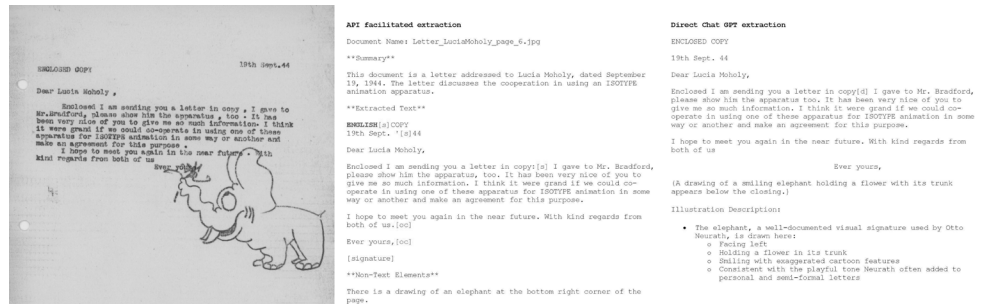 ENCLOSED COPY
19th Sept.44
Dear Lucia Moholy ,
Enclosed I am sending you a letter in copy , I gave to
Mr.Bradford, please show him the apparatus , too . It has
been very nice of you to give me so much information. I think
it were grand if we could co-operate in using one of these
apparatus for ISOTYPE animation in some way or another and
make an agreement for this purpose .
I hope to meet you again in the near future . With
kind regards from both of us
Ever yours
API facilitated extraction
Document Name: Letter_LuciaMoholy_page_6.jpg
**Summary**
This document is a letter addressed to Lucia Moholy, dated September
19, 1944. The letter discusses the cooperation in using an ISOTYPE
animation apparatus.
**Extracted Text**
ENGLISH[s]COPY
19th Sept. '[s]44
Dear Lucia Moholy,
Enclosed I am sending you a letter in copy:[s] I gave to Mr. Bradford,
please show him the apparatus, too. It has been very nice of you to
give me so much information. I think it were grand if we could co-
operate in using one of these apparatus for ISOTYPE animation in some
way or another and make an agreement for this purpose.
I hope to meet you again in the near future. With kind regards from
both of us.[oc]
Ever yours,[oc]
[signature]
**Non-Text Elements**
There is a drawing of an elephant at the bottom right corner of the
page.
Direct Chat GPT extraction
ENCLOSED COPY
19th Sept. 44
Dear Lucia Moholy,
Enclosed I am sending you a letter in copy[d] I gave to Mr. Bradford,
please show him the apparatus too. It has been very nice of you to
give me so much information. I think it were grand if we could co-
operate in using one of these apparatus for ISOTYPE animation in some
way or another and make an agreement for this purpose.
I hope to meet you again in the near future. With kind regards from
both of us
Ever yours,
(A drawing of a smiling elephant holding a flower with its trunk
appears below the closing.)
Illustration Description:
• The elephant, a well-documented visual signature used by Otto
Neurath, is drawn here:
o Facing left
o Holding a flower in its trunk
o Smiling with exaggerated cartoon features
o Consistent with the playful tone Neurath often added to
personal and semi-formal letters